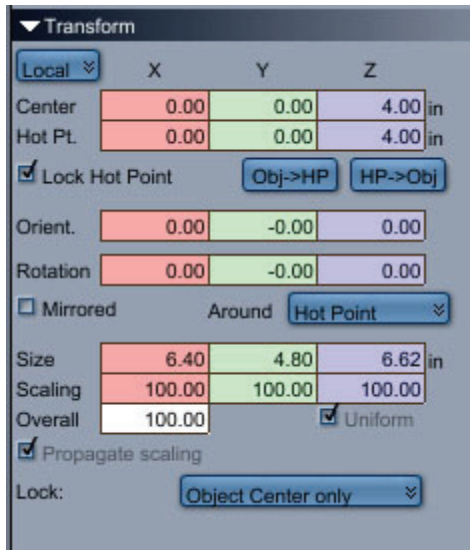 Transform
Local X Y Z
Center 0.00 0.00 4.00 in
Hot Pt. 0.00 0.00 4.00 in
Lock Hot Point Obj->HP HP->Obj
Orient. 0.00 -0.00 0.00
Rotation 0.00 -0.00 0.00
Mirrored Around Hot Point
Size 6.40 4.80 6.62 in
Scaling 100.00 100.00 100.00
Overall 100.00 Uniform
Propagate scaling
Lock: Object Center only